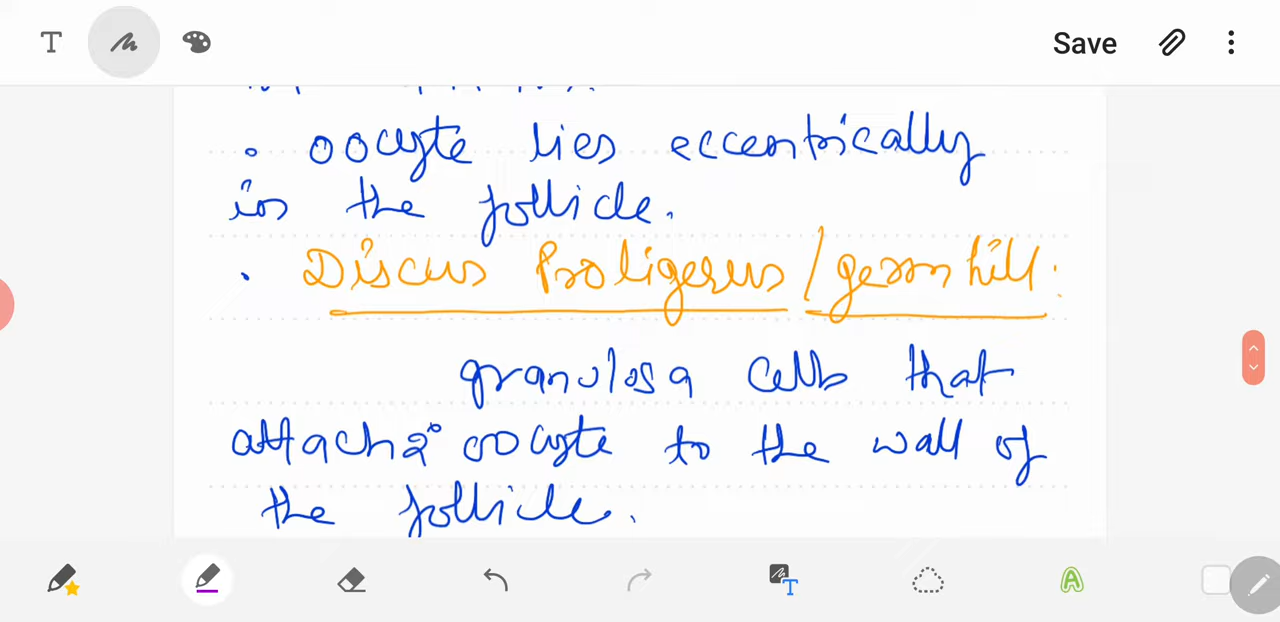 Save
• oocyte lies eccentrically
in the follicle.
• Discus Proligerus / germ hill:
granulosa cells that
attach 2° oocyte to the wall of
the follicle.